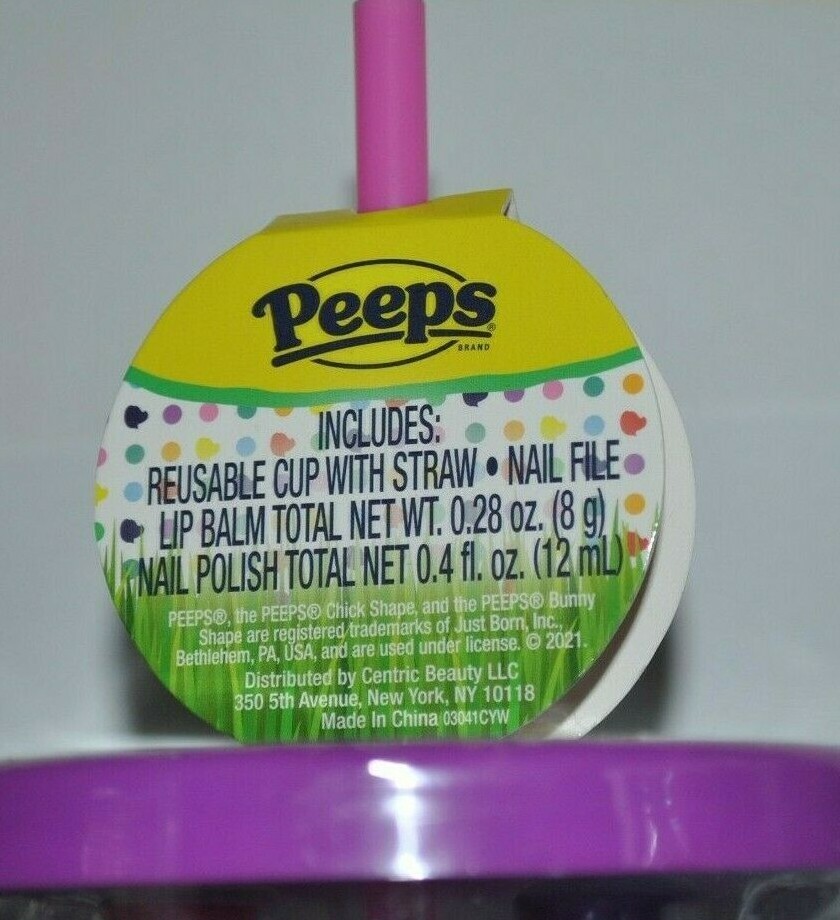 Peeps®
BRAND
INCLUDES:
REUSABLE CUP WITH STRAW • NAIL FILE
LIP BALM TOTAL NET WT. 0.28 oz. (8 g)
NAIL POLISH TOTAL NET 0.4 fl. oz. (12 mL)
PEEPS®, the PEEPS® Chick Shape, and the PEEPS® Bunny
Shape are registered trademarks of Just Born, Inc.,
Bethlehem, PA, USA, and are used under license. © 2021.
Distributed by Centric Beauty LLC
350 5th Avenue, New York, NY 10118
Made In China 03041CYW